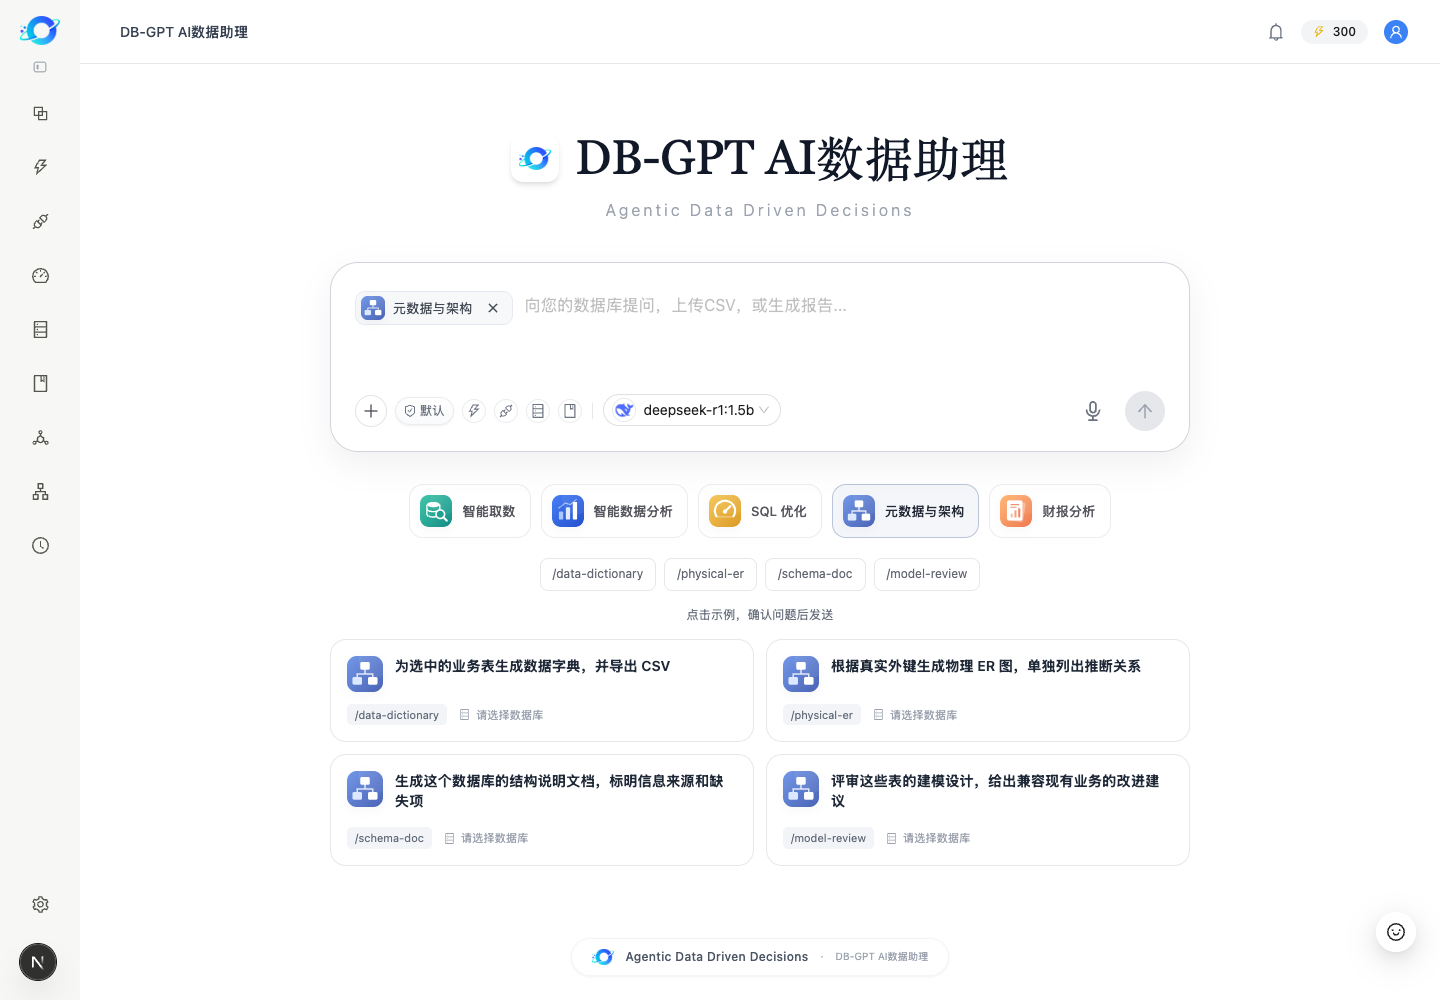 DB-GPT AI数据助理
300
DB-GPT AI数据助理
Agentic Data Driven Decisions
元数据与架构
向您的数据库提问，上传CSV，或生成报告...
默认
deepseek-r1:1.5b
智能取数
智能数据分析
SQL 优化
元数据与架构
财报分析
/data-dictionary
/physical-er
/schema-doc
/model-review
点击示例，确认问题后发送
为选中的业务表生成数据字典，并导出 CSV
/data-dictionary
请选择数据库
根据真实外键生成物理 ER 图，单独列出推断关系
/physical-er
请选择数据库
生成这个数据库的结构说明文档，标明信息来源和缺
失项
/schema-doc
请选择数据库
评审这些表的建模设计，给出兼容现有业务的改进建
议
/model-review
请选择数据库
N
Agentic Data Driven Decisions · DB-GPT AI数据助理